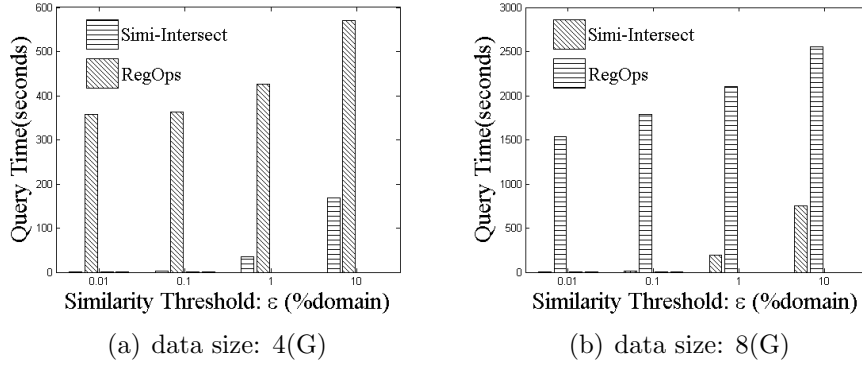 600
500
400
300
200
100
0
Query Time(seconds)
Simi-Intersect
RegOps
0.01 0.1 1 10
Similarity Threshold: ε (%domain)
(a) data size: 4(G)
3000
2500
2000
1500
1000
500
0
Query Time(seconds)
Simi-Intersect
RegOps
0.01 0.1 1 10
Similarity Threshold: ε (%domain)
(b) data size: 8(G)